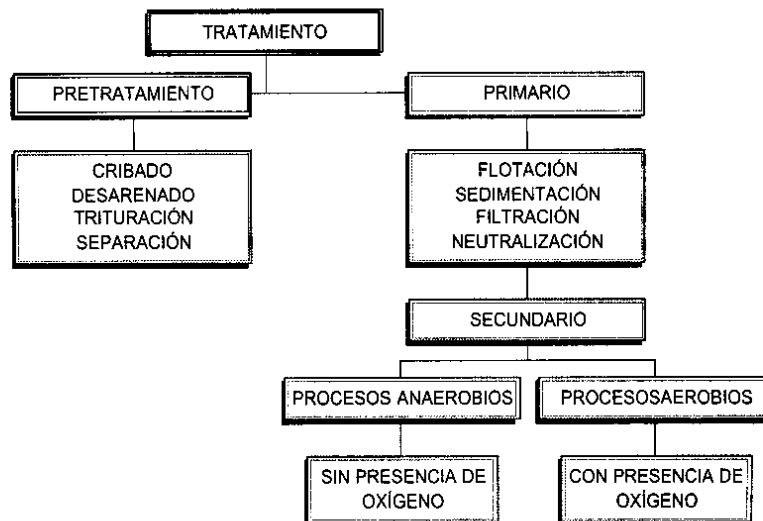 TRATAMIENTO
PRETRATAMIENTO
PRIMARIO
CRIBADO
DESARENADO
TRITURACIÓN
SEPARACIÓN
FLOTACIÓN
SEDIMENTACIÓN
FILTRACIÓN
NEUTRALIZACIÓN
SECUNDARIO
PROCESOS ANAEROBIOS
PROCESOSAEROBIOS
SIN PRESENCIA DE
OXÍGENO
CON PRESENCIA DE
OXÍGENO